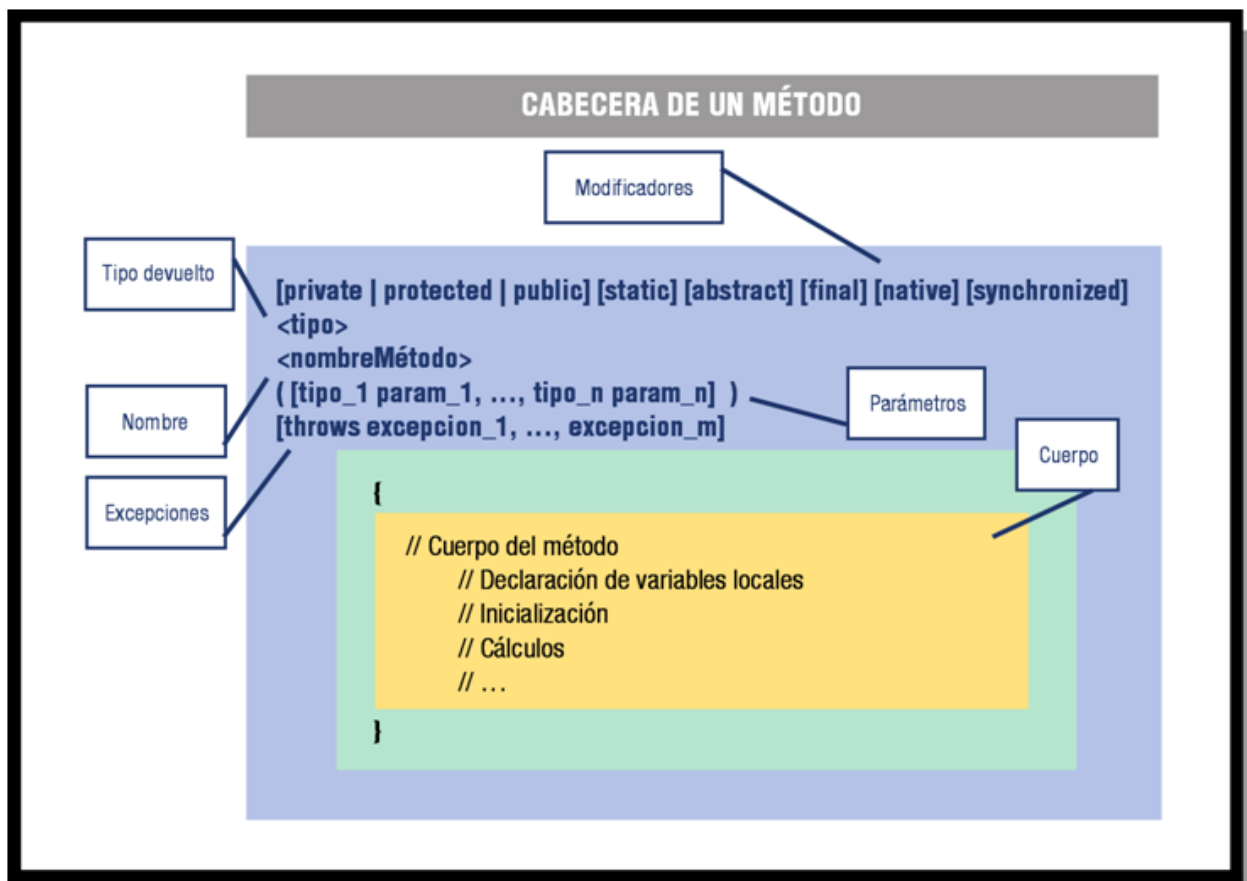 CABECERA DE UN MÉTODO
Modificadores
Tipo devuelto
[private | protected | public] [static] [abstract] [final] [native] [synchronized]
<tipo>
<nombreMétodo>
( [tipo_1 param_1, ..., tipo_n param_n]  )
[throws excepcion_1, ..., excepcion_m]
Nombre
Parámetros
Excepciones
Cuerpo
{
// Cuerpo del método
// Declaración de variables locales
// Inicialización
// Cálculos
// ...
}